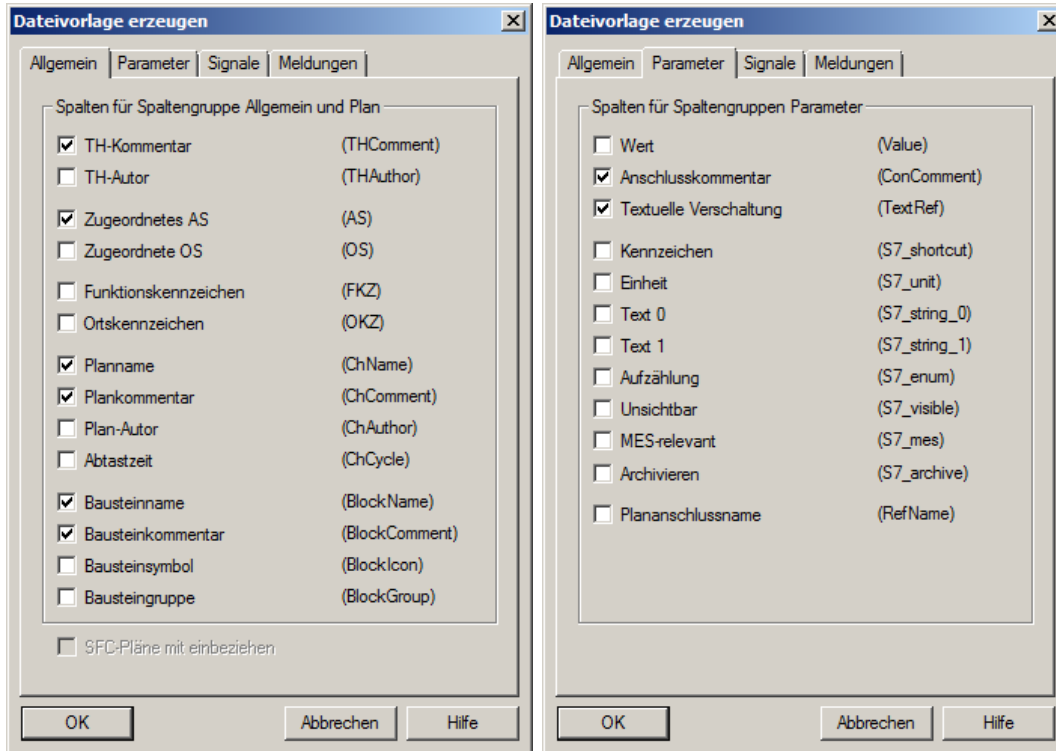 Dateivorlage erzeugen
Allgemein Parameter Signale Meldungen
Spalten für Spaltengruppe Allgemein und Plan
TH-Kommentar (THComment)
TH-Autor (THAuthor)
Zugeordnetes AS (AS)
Zugeordnete OS (OS)
Funktionskennzeichen (FKZ)
Ortskennzeichen (OKZ)
Planname (ChName)
Plankommentar (ChComment)
Plan-Autor (ChAuthor)
Abtastzeit (ChCycle)
Bausteinname (BlockName)
Bausteinkommentar (BlockComment)
Bausteinsymbol (BlockIcon)
Bausteingruppe (BlockGroup)
SFC-Pläne mit einbeziehen
OK Abbrechen Hilfe
Dateivorlage erzeugen
Allgemein Parameter Signale Meldungen
Spalten für Spaltengruppen Parameter
Wert (Value)
Anschlusskommentar (ConComment)
Textuelle Verschaltung (TextRef)
Kennzeichen (S7_shortcut)
Einheit (S7_unit)
Text 0 (S7_string_0)
Text 1 (S7_string_1)
Aufzählung (S7_enum)
Unsichtbar (S7_visible)
MES-relevant (S7_mes)
Archivieren (S7_archive)
Plananschlussname (RefName)
OK Abbrechen Hilfe